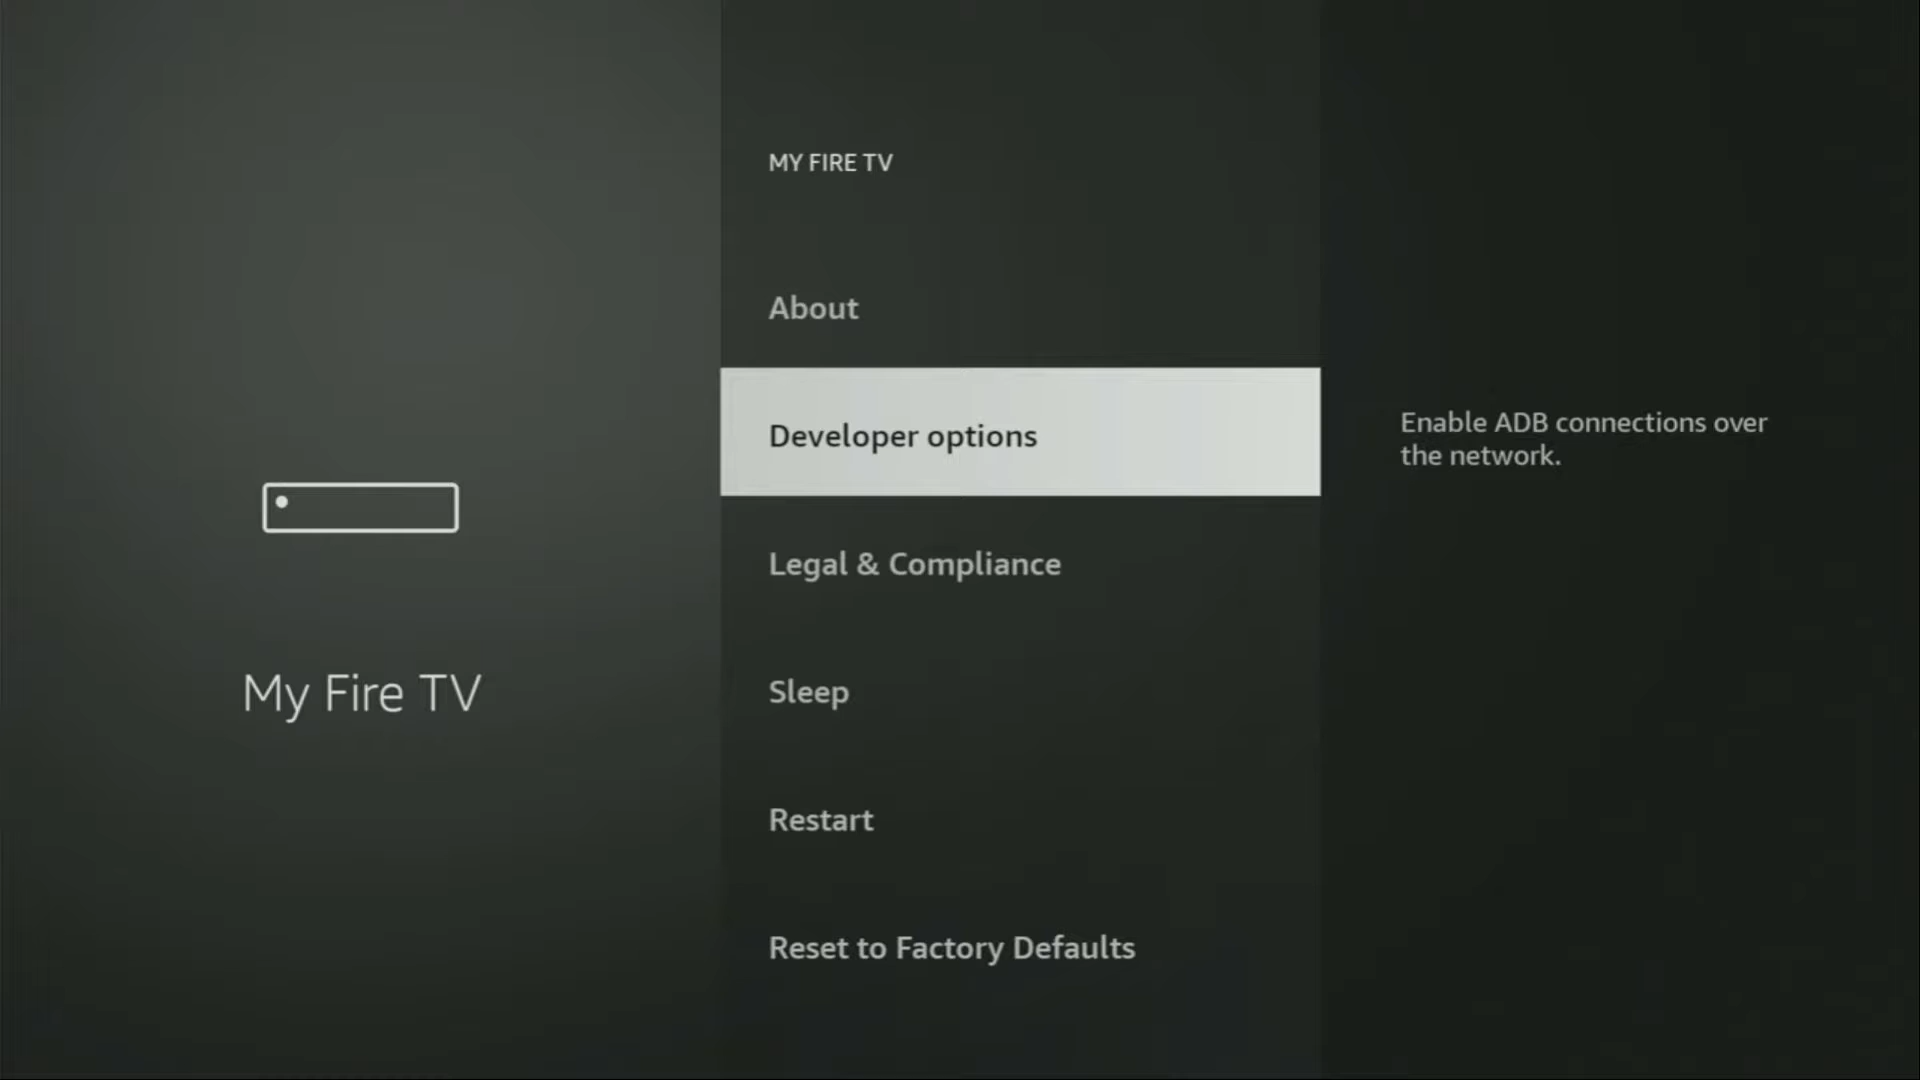 MY FIRE TV
About
Developer options
Enable ADB connections over
the network.
Legal & Compliance
Sleep
My Fire TV
Restart
Reset to Factory Defaults